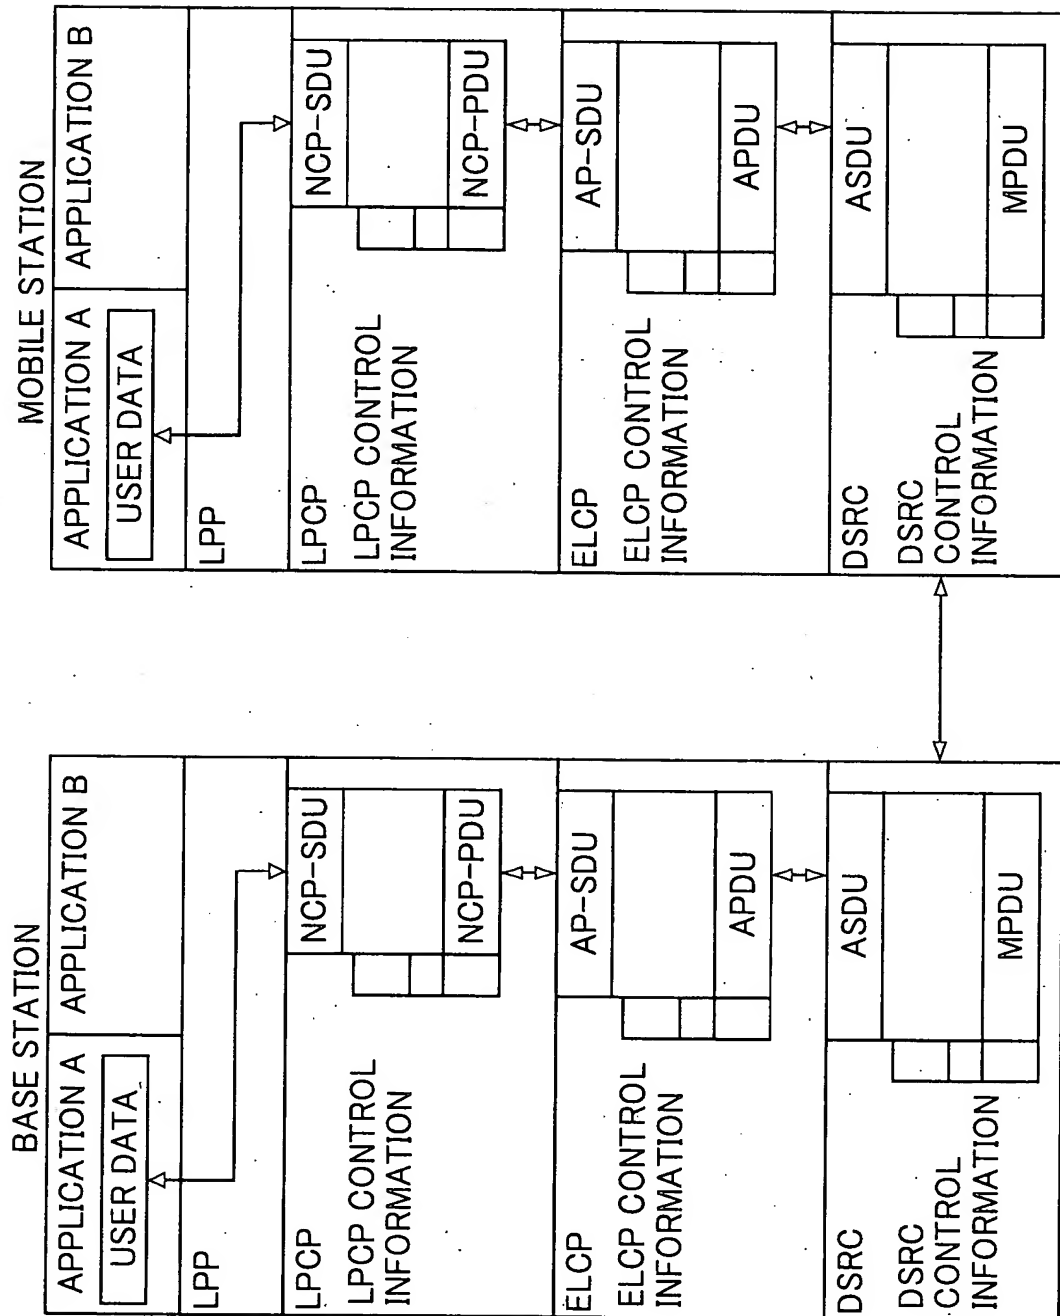 BASE STATION
APPLICATION A
APPLICATION B
USER DATA
LPP
LPCP
NCP-SDU
LPCP CONTROL
INFORMATION
NCP-PDU
ELCP
AP-SDU
ELCP CONTROL
INFORMATION
APDU
DSRC
ASDU
DSRC
CONTROL
INFORMATION
MPDU
MOBILE STATION
APPLICATION A
APPLICATION B
USER DATA
LPP
LPCP
NCP-SDU
LPCP CONTROL
INFORMATION
NCP-PDU
ELCP
AP-SDU
ELCP CONTROL
INFORMATION
APDU
DSRC
ASDU
DSRC
CONTROL
INFORMATION
MPDU